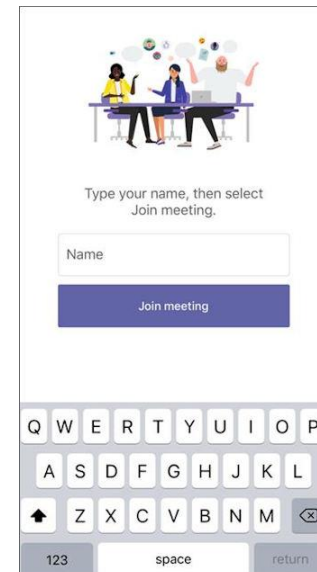 Type your name, then select
Join meeting.
Name
Join meeting
Q W E R T Y U I O P
A S D F G H J K L
Z X C V B N M
123 space return